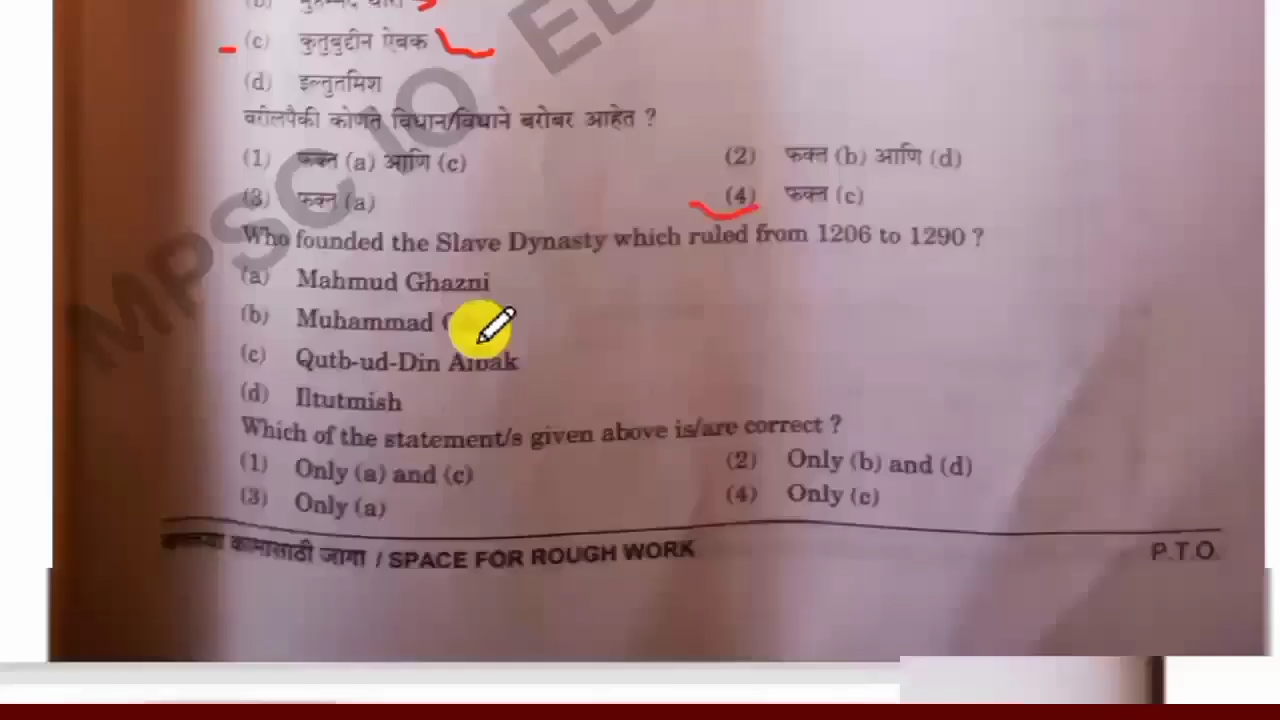 (c) कुतुबुद्दीन ऐबक
(d) इल्तुतमिश
वरीलपैकी कोणते विधान/विधाने बरोबर आहेत ?
(1) फक्त (a) आणि (c) (2) फक्त (b) आणि (d)
(3) फक्त (a) (4) फक्त (c)
Who founded the Slave Dynasty which ruled from 1206 to 1290 ?
(a) Mahmud Ghazni
(b) Muhammad
(c) Qutb-ud-Din Aibak
(d) Iltutmish
Which of the statement/s given above is/are correct ?
(1) Only (a) and (c) (2) Only (b) and (d)
(3) Only (a) (4) Only (c)
कामासाठी जागा / SPACE FOR ROUGH WORK P.T.O.
MPSC